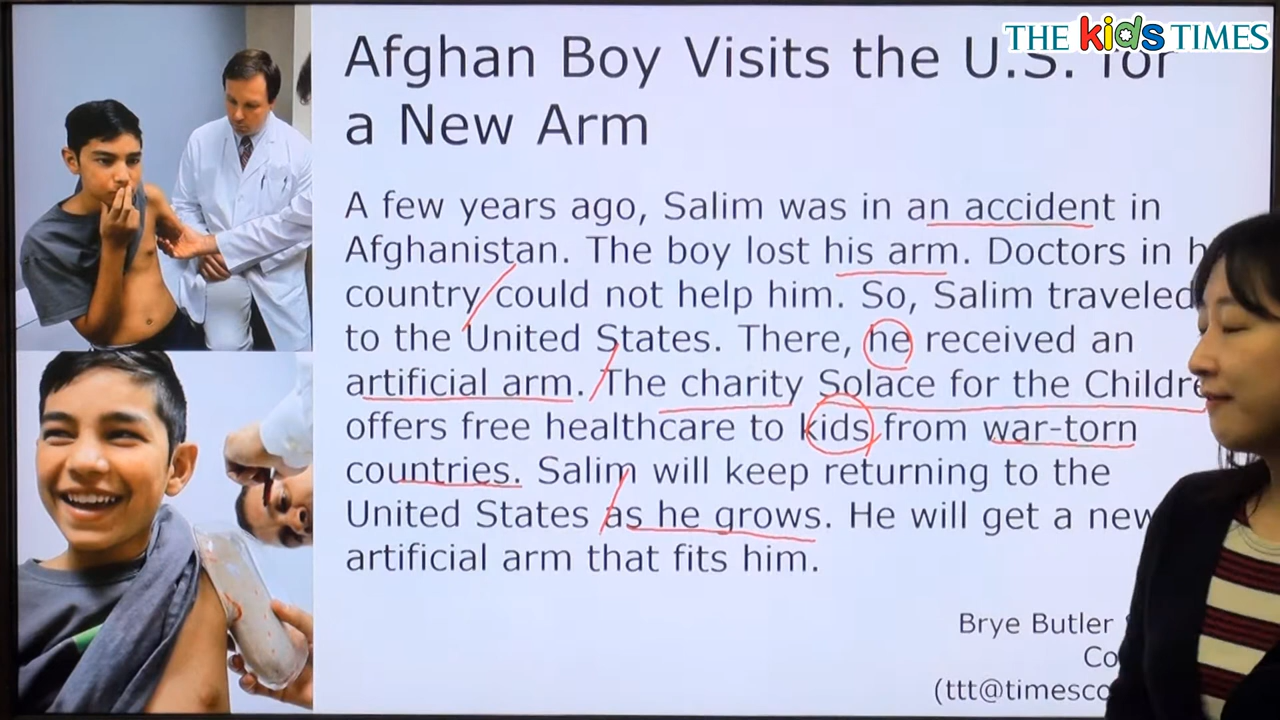 THE kids TIMES
Afghan Boy Visits the U.S. for
a New Arm
A few years ago, Salim was in an accident in
Afghanistan. The boy lost his arm. Doctors in
country could not help him. So, Salim traveled
to the United States. There, he received an
artificial arm. The charity Solace for the
offers free healthcare to kids from war-torn
countries. Salim will keep returning to the
United States as he grows. He will get a new
artificial arm that fits him.
Brye Butler